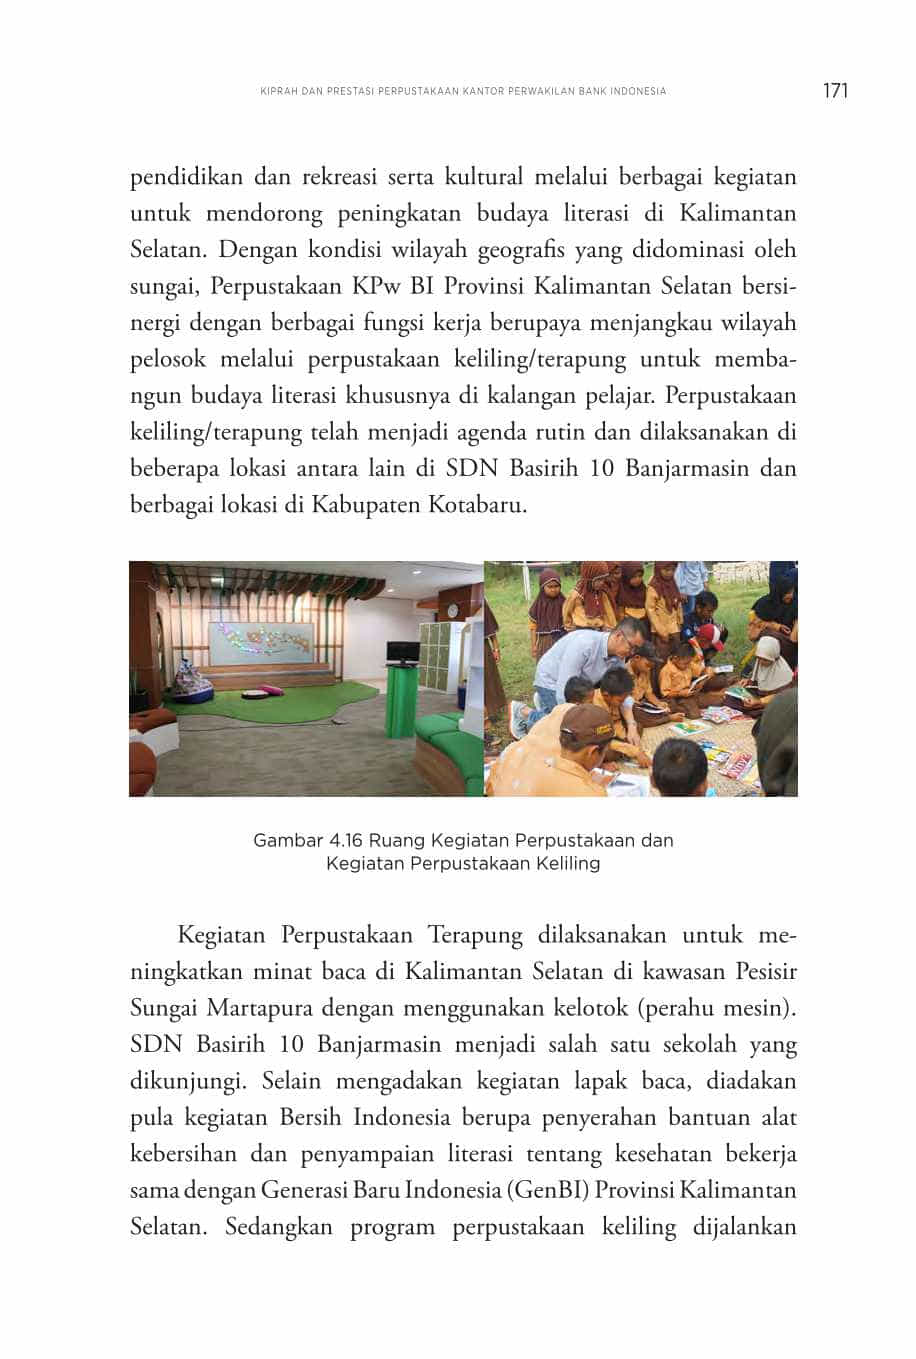 KIPRAH DAN PRESTASI PERPUSTAKAAN KANTOR PERWAKILAN BANK INDONESIA 171
pendidikan dan rekreasi serta kultural melalui berbagai kegiatan
untuk mendorong peningkatan budaya literasi di Kalimantan
Selatan. Dengan kondisi wilayah geografis yang didominasi oleh
sungai, Perpustakaan KPw BI Provinsi Kalimantan Selatan bersi-
nergi dengan berbagai fungsi kerja berupaya menjangkau wilayah
pelosok melalui perpustakaan keliling/terapung untuk memba-
ngun budaya literasi khususnya di kalangan pelajar. Perpustakaan
keliling/terapung telah menjadi agenda rutin dan dilaksanakan di
beberapa lokasi antara lain di SDN Basirih 10 Banjarmasin dan
berbagai lokasi di Kabupaten Kotabaru.
Gambar 4.16 Ruang Kegiatan Perpustakaan dan
Kegiatan Perpustakaan Keliling
Kegiatan Perpustakaan Terapung dilaksanakan untuk me-
ningkatkan minat baca di Kalimantan Selatan di kawasan Pesisir
Sungai Martapura dengan menggunakan kelotok (perahu mesin).
SDN Basirih 10 Banjarmasin menjadi salah satu sekolah yang
dikunjungi. Selain mengadakan kegiatan lapak baca, diadakan
pula kegiatan Bersih Indonesia berupa penyerahan bantuan alat
kebersihan dan penyampaian literasi tentang kesehatan bekerja
sama dengan Generasi Baru Indonesia (GenBI) Provinsi Kalimantan
Selatan. Sedangkan program perpustakaan keliling dijalankan